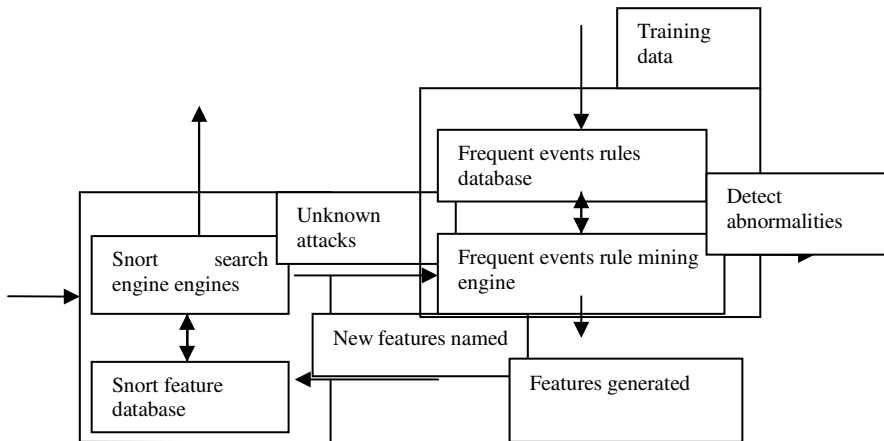 Training
data
Frequent events rules
database
Detect
abnormalities
Unknown
attacks
Frequent events rule mining
engine
Snort search
engine engines
New features named
Snort feature
database
Features generated